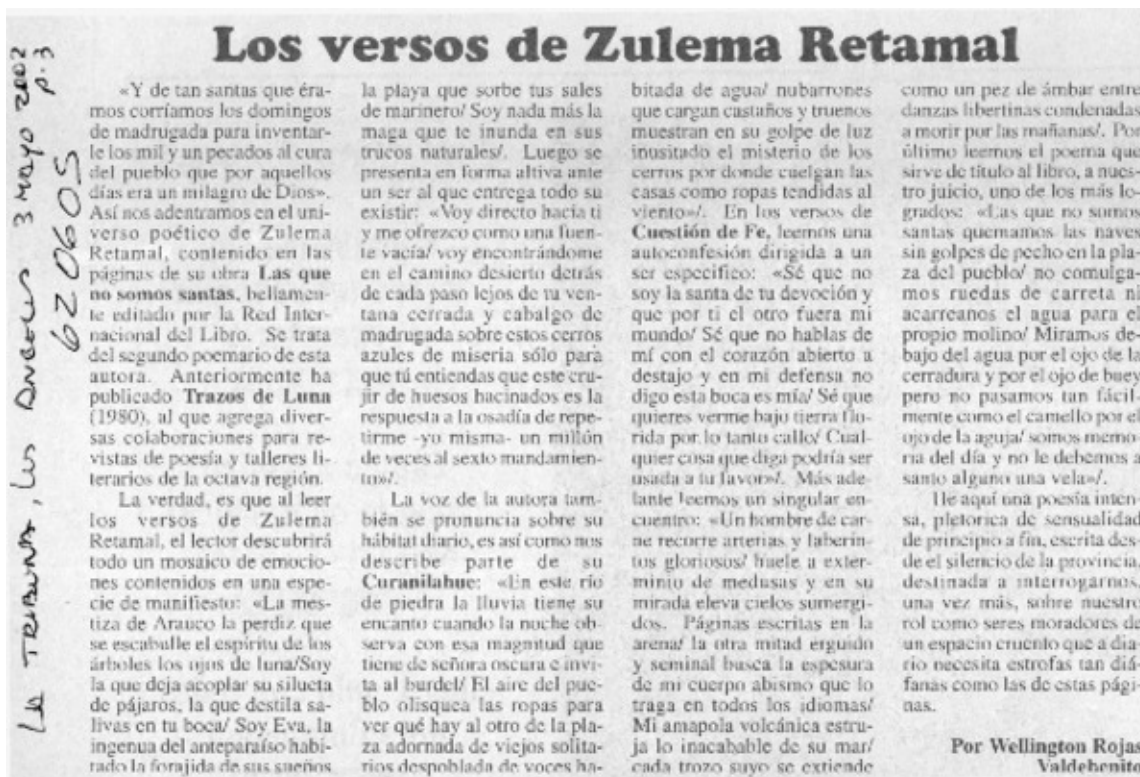 Los versos de Zulema Retamal
La TRIBUNA, Los ANGELES 3 MAYO 2002
p. 3
620605
«Y de tan santas que éra-
mos corríamos los domingos
de madrugada para inventar-
le los mil y un pecados al cura
del pueblo que por aquellos
días era un milagro de Dios».
Así nos adentramos en el uni-
verso poético de Zulema
Retamal, contenido en las
páginas de su obra Las que
no somos santas, bellamen-
te editado por la Red Inter-
nacional del Libro. Se trata
del segundo poemario de esta
autora. Anteriormente ha
publicado Trazos de Luna
(1980), al que agrega diver-
sas colaboraciones para re-
vistas de poesía y talleres li-
terarios de la octava región.
La verdad, es que al leer
los versos de Zulema
Retamal, el lector descubrirá
todo un mosaico de emocio-
nes contenidos en una espe-
cie de manifiesto: «La mes-
tiza de Arauco la perdiz que
se escabulle el espíritu de los
árboles los ojos de luna/Soy
la que deja acoplar su silueta
de pájaros, la que destila sa-
livas en tu boca/ Soy Eva, la
ingenua del anteparaíso habi-
tado la forajida de sus sueños
la playa que sorbe tus sales
de marinero/ Soy nada más la
maga que te inunda en sus
trucos naturales/. Luego se
presenta en forma altiva ante
un ser al que entrega todo su
existir: «Voy directo hacia ti
y me ofrezco como una fuen-
te vacía/ voy encontrándome
en el camino desierto detrás
de cada paso lejos de tu ven-
tana cerrada y cabalgo de
madrugada sobre estos cerros
azules de miseria sólo para
que tú entiendas que este cru-
jir de huesos hacinados es la
respuesta a la osadía de repe-
tirme -yo misma- un millón
de veces al sexto mandamien-
to»/.
La voz de la autora tam-
bién se pronuncia sobre su
hábitat diario, es así como nos
describe parte de su
Curanilahue: «En este río
de piedra la lluvia tiene su
encanto cuando la noche ob-
serva con esa magnitud que
tiene de señora oscura e invi-
ta al burdel/ El aire del pue-
blo olisquea las ropas para
ver qué hay al otro de la pla-
za adornada de viejos solita-
rios despoblada de voces ha-
bitada de agua/ nubarrones
que cargan castaños y truenos
muestran en su golpe de luz
inusitado el misterio de los
cerros por donde cuelgan las
casas como ropas tendidas al
viento»/. En los versos de
Cuestión de Fe, leemos una
autoconfesión dirigida a un
ser específico: «Sé que no
soy la santa de tu devoción y
que por ti el otro fuera mi
mundo/ Sé que no hablas de
mí con el corazón abierto a
destajo y en mi defensa no
digo esta boca es mía/ Sé que
quieres verme bajo tierra flo-
rida por lo tanto callo/ Cual-
quier cosa que diga podría ser
usada a tu favor»/. Más ade-
lante leemos un singular en-
cuentro: «Un hombre de car-
ne recorre arterias y laberin-
tos gloriosos/ huele a exter-
minio de medusas y en su
mirada eleva cielos sumergi-
dos. Páginas escritas en la
arena/ la otra mitad erguido
y seminal busca la espesura
de mi cuerpo abismo que lo
traga en todos los idiomas/
Mi amapola volcánica estru-
ja lo inacabable de su mar/
cada trozo suyo se extiende
como un pez de ámbar entre
danzas libertinas condenadas
a morir por las mañanas/. Por
último leemos el poema que
sirve de título al libro, a nues-
tro juicio, uno de los más lo-
grados: «Las que no somos
santas quemamos las naves
sin golpes de pecho en la pla-
za del pueblo/ no comulga-
mos ruedas de carreta ni
acarreanos el agua para el
propio molino/ Miramos de-
bajo del agua por el ojo de la
cerradura y por el ojo de buey
pero no pasamos tan fácil-
mente como el camello por el
ojo de la aguja/ somos memo-
ria del día y no le debemos a
santo alguno una vela»/.
He aquí una poesía inten-
sa, pletorica de sensualidad
de principio a fin, escrita des-
de el silencio de la provincia,
destinada a interrogarnos,
una vez más, sobre nuestro
rol como seres moradores de
un espacio cruento que a dia-
rio necesita estrofas tan diá-
fanas como las de estas pági-
nas.
Por Wellington Rojas
Valdebenito